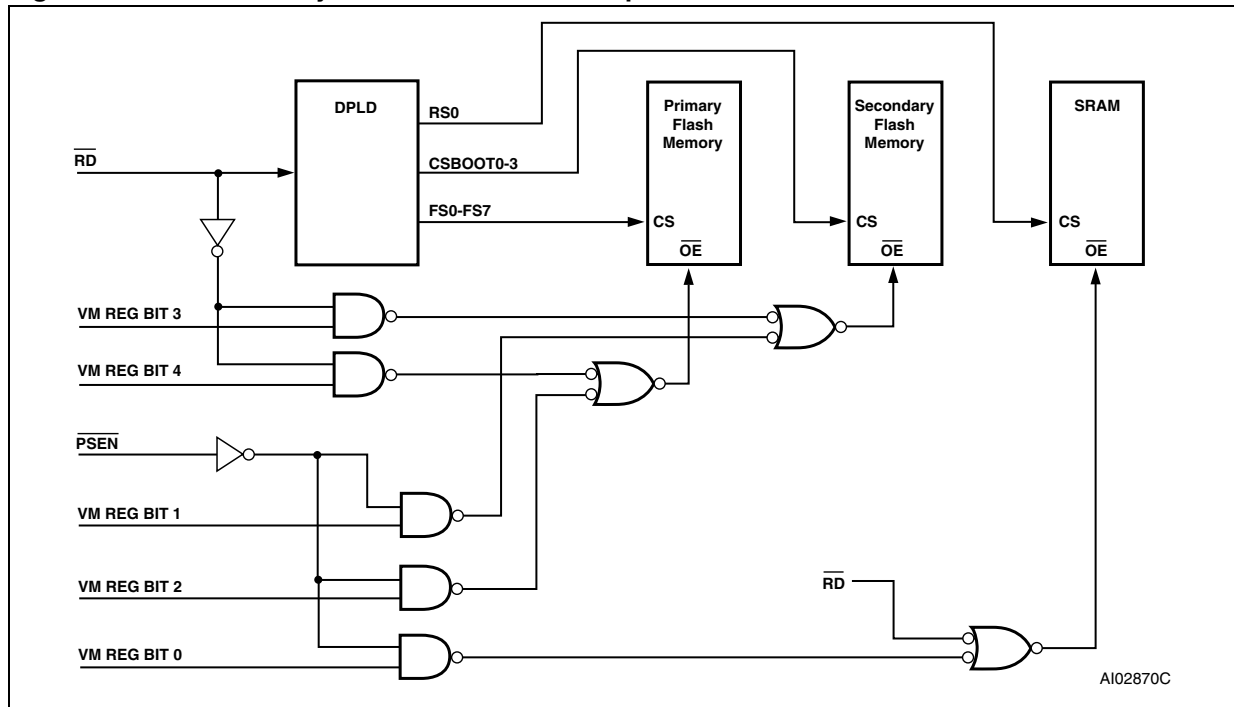 DPLD
RS0
CSBOOT0-3
FS0-FS7
Primary
Flash
Memory
CS
OE
Secondary
Flash
Memory
CS
OE
SRAM
CS
OE
RD
VM REG BIT 3
VM REG BIT 4
PSEN
VM REG BIT 1
VM REG BIT 2
VM REG BIT 0
RD
AI02870C